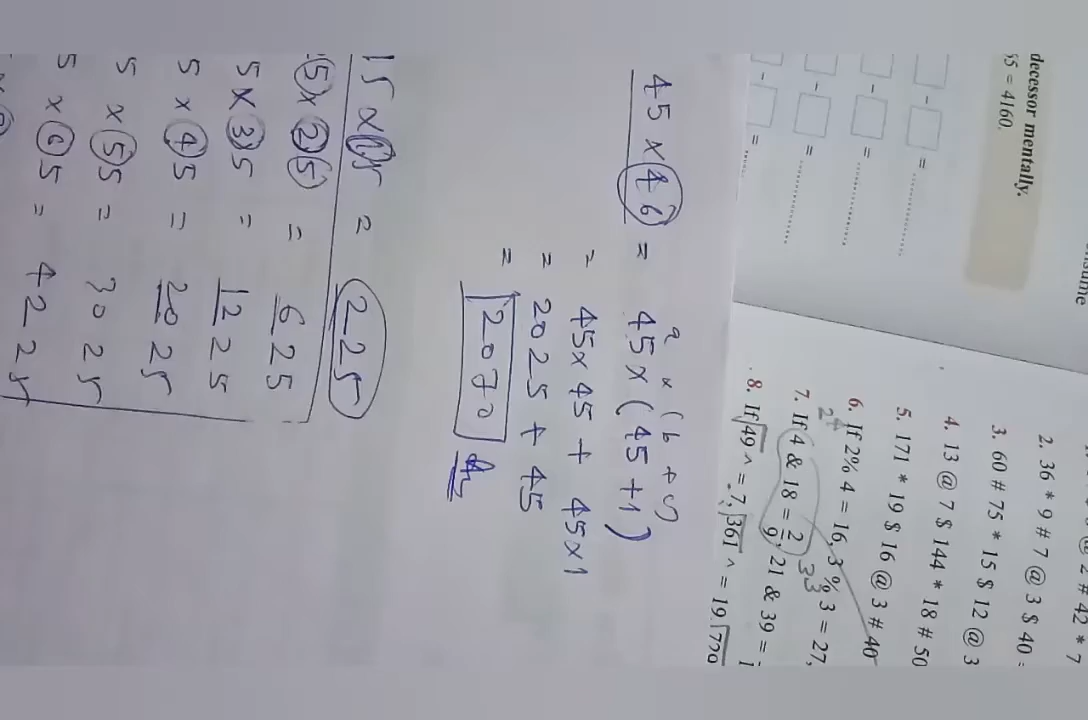 decessor mentally.
55 = 4160.
- =
- =
- =
- =
2. 36 * 9 # 7 @ 3 $ 40 =
3. 60 # 75 * 15 $ 12 @ 3
4. 13 @ 7 $ 144 * 18 # 50
5. 171 * 19 $ 16 @ 3 # 40
6. If 2% 4 = 16, 3 % 3 = 27,
7. If 4 & 18 = 2/9, 21 & 39 =
8. If √49 ^ = 7, √361 ^ = 19
a × (b + c)
45 × 46 = 45 × (45 + 1)
= 45 × 45 + 45 × 1
= 2025 + 45
= 2070 Ans
15 × 15 = 225
25 × 25 = 625
5 × 35 = 1225
5 × 45 = 2025
5 × 55 = 3025
5 × 65 = 4225